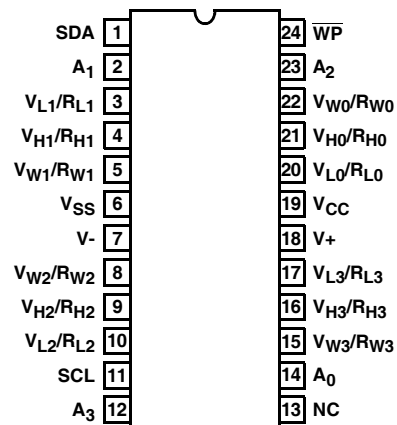 SDA 1 24 W̅P̅
A1 2 23 A2
VL1/RL1 3 22 VW0/RW0
VH1/RH1 4 21 VH0/RH0
VW1/RW1 5 20 VL0/RL0
VSS 6 19 VCC
V- 7 18 V+
VW2/RW2 8 17 VL3/RL3
VH2/RH2 9 16 VH3/RH3
VL2/RL2 10 15 VW3/RW3
SCL 11 14 A0
A3 12 13 NC